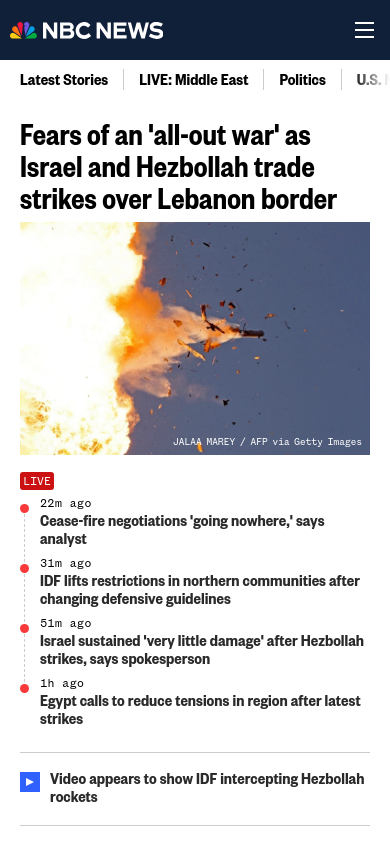 NBC NEWS
Latest Stories
LIVE: Middle East
Politics
U.S.
Fears of an 'all-out war' as
Israel and Hezbollah trade
strikes over Lebanon border
JALAA MAREY / AFP via Getty Images
LIVE
22m ago
Cease-fire negotiations 'going nowhere,' says
analyst
31m ago
IDF lifts restrictions in northern communities after
changing defensive guidelines
51m ago
Israel sustained 'very little damage' after Hezbollah
strikes, says spokesperson
1h ago
Egypt calls to reduce tensions in region after latest
strikes
Video appears to show IDF intercepting Hezbollah
rockets